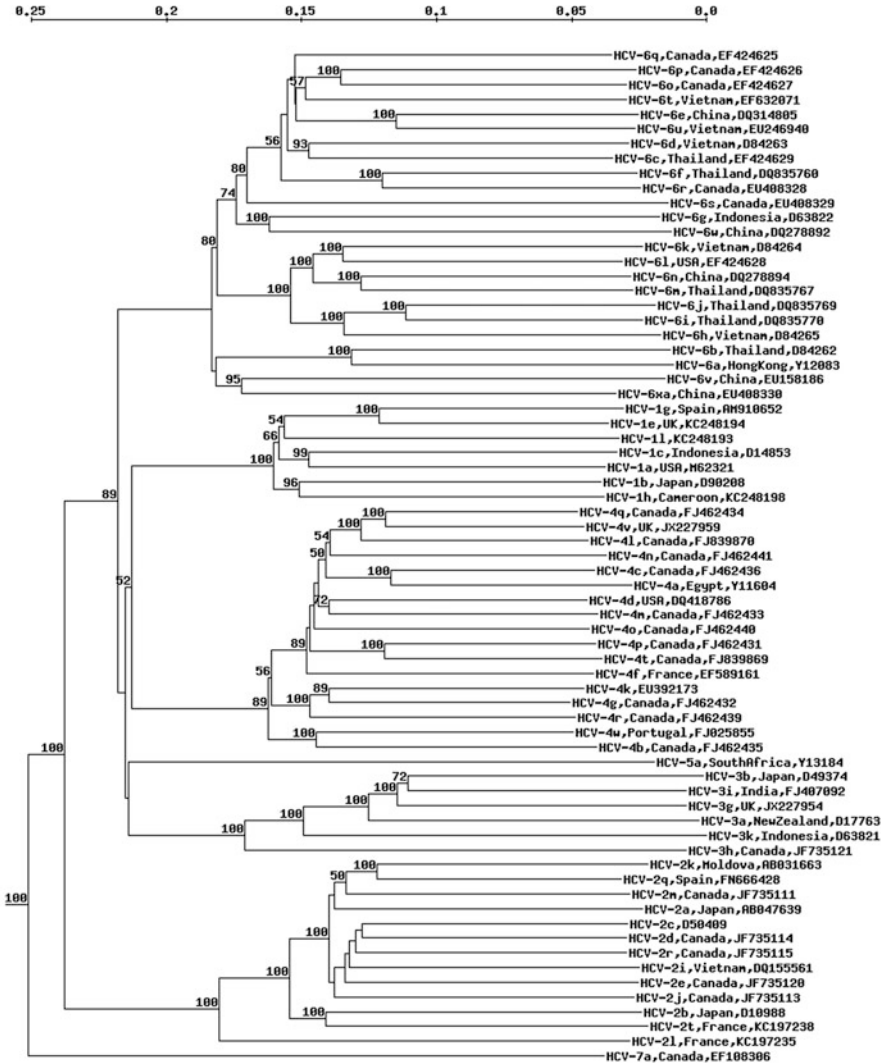 0.25 0.2 0.15 0.1 0.05 0.0
HCV-6q,Canada,EF424625
100 HCV-6p,Canada,EF424626
57 HCV-6o,Canada,EF424627
HCV-6t,Vietnam,EF632071
100 HCV-6e,China,DQ314805
HCV-6u,Vietnam,EU246940
56 93 HCV-6d,Vietnam,D84263
HCV-6c,Thailand,EF424629
80 100 HCV-6f,Thailand,DQ835760
HCV-6r,Canada,EU408328
74 HCV-6s,Canada,EU408329
100 HCV-6g,Indonesia,D63822
HCV-6w,China,DQ278892
80 100 HCV-6k,Vietnam,D84264
100 HCV-6l,USA,EF424628
100 HCV-6n,China,DQ278894
100 HCV-6m,Thailand,DQ835767
100 HCV-6j,Thailand,DQ835769
100 HCV-6i,Thailand,DQ835770
HCV-6h,Vietnam,D84265
100 HCV-6b,Thailand,D84262
HCV-6a,HongKong,Y12083
95 HCV-6v,China,EU158186
HCV-6xa,China,EU408330
100 HCV-1g,Spain,AM910652
54 HCV-1e,UK,KC248194
66 HCV-1l,KC248193
100 99 HCV-1c,Indonesia,D14853
HCV-1a,USA,M62321
89 96 HCV-1b,Japan,D90208
HCV-1h,Cameroon,KC248198
100 HCV-4q,Canada,FJ462434
100 HCV-4v,UK,JX227959
54 HCV-4l,Canada,FJ839870
50 HCV-4n,Canada,FJ462441
100 HCV-4c,Canada,FJ462436
52 HCV-4a,Egypt,Y11604
72 HCV-4d,USA,DQ418786
HCV-4m,Canada,FJ462433
HCV-4o,Canada,FJ462440
89 100 HCV-4p,Canada,FJ462431
HCV-4t,Canada,FJ839869
56 HCV-4f,France,EF589161
89 HCV-4k,EU392173
89 100 HCV-4g,Canada,FJ462432
HCV-4r,Canada,FJ462439
100 HCV-4w,Portugal,FJ025855
100 HCV-4b,Canada,FJ462435
HCV-5a,SouthAfrica,Y13184
72 HCV-3b,Japan,D49374
100 HCV-3i,India,FJ407092
100 HCV-3g,UK,JX227954
100 HCV-3a,NewZealand,D17763
100 HCV-3k,Indonesia,D63821
HCV-3h,Canada,JF735121
100 HCV-2k,Moldova,AB031663
50 HCV-2q,Spain,FN666428
HCV-2m,Canada,JF735111
100 HCV-2a,Japan,AB047639
HCV-2c,D50409
100 HCV-2d,Canada,JF735114
HCV-2r,Canada,JF735115
100 HCV-2i,Vietnam,DQ155561
HCV-2e,Canada,JF735120
HCV-2j,Canada,JF735113
100 100 HCV-2b,Japan,D10988
HCV-2t,France,KC197238
HCV-2l,France,KC197235
HCV-7a,Canada,EF108306